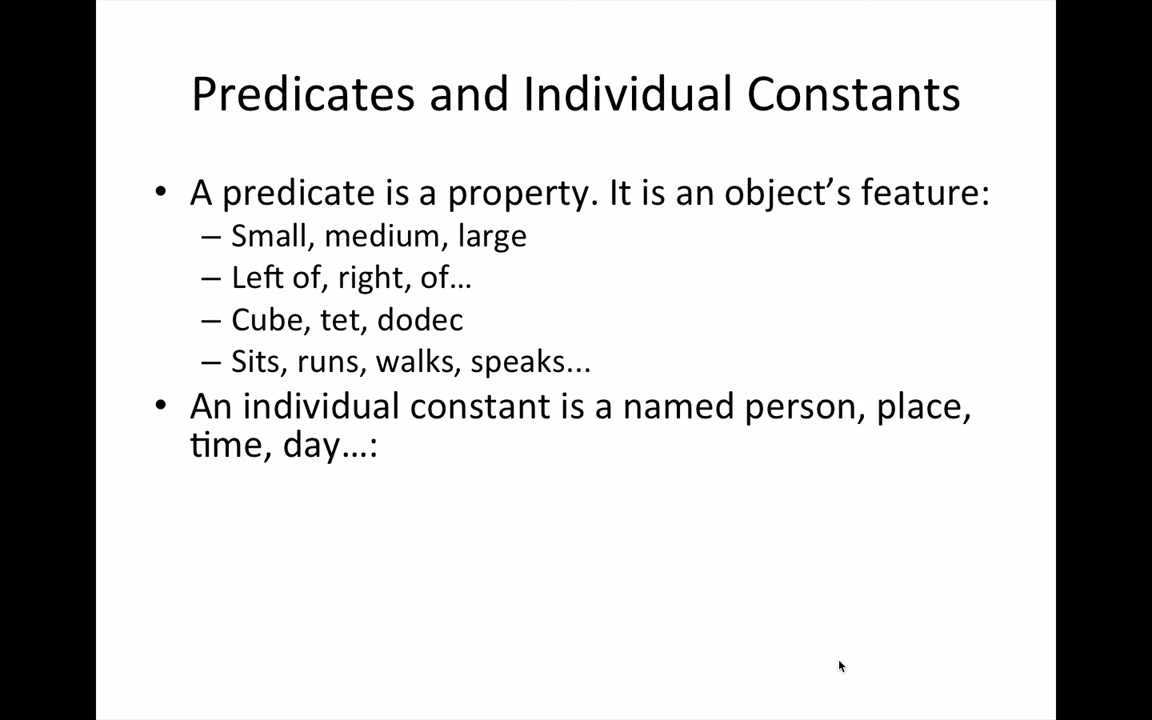 Predicates and Individual Constants
• A predicate is a property. It is an object’s feature:
– Small, medium, large
– Left of, right, of…
– Cube, tet, dodec
– Sits, runs, walks, speaks...
• An individual constant is a named person, place,
time, day…: